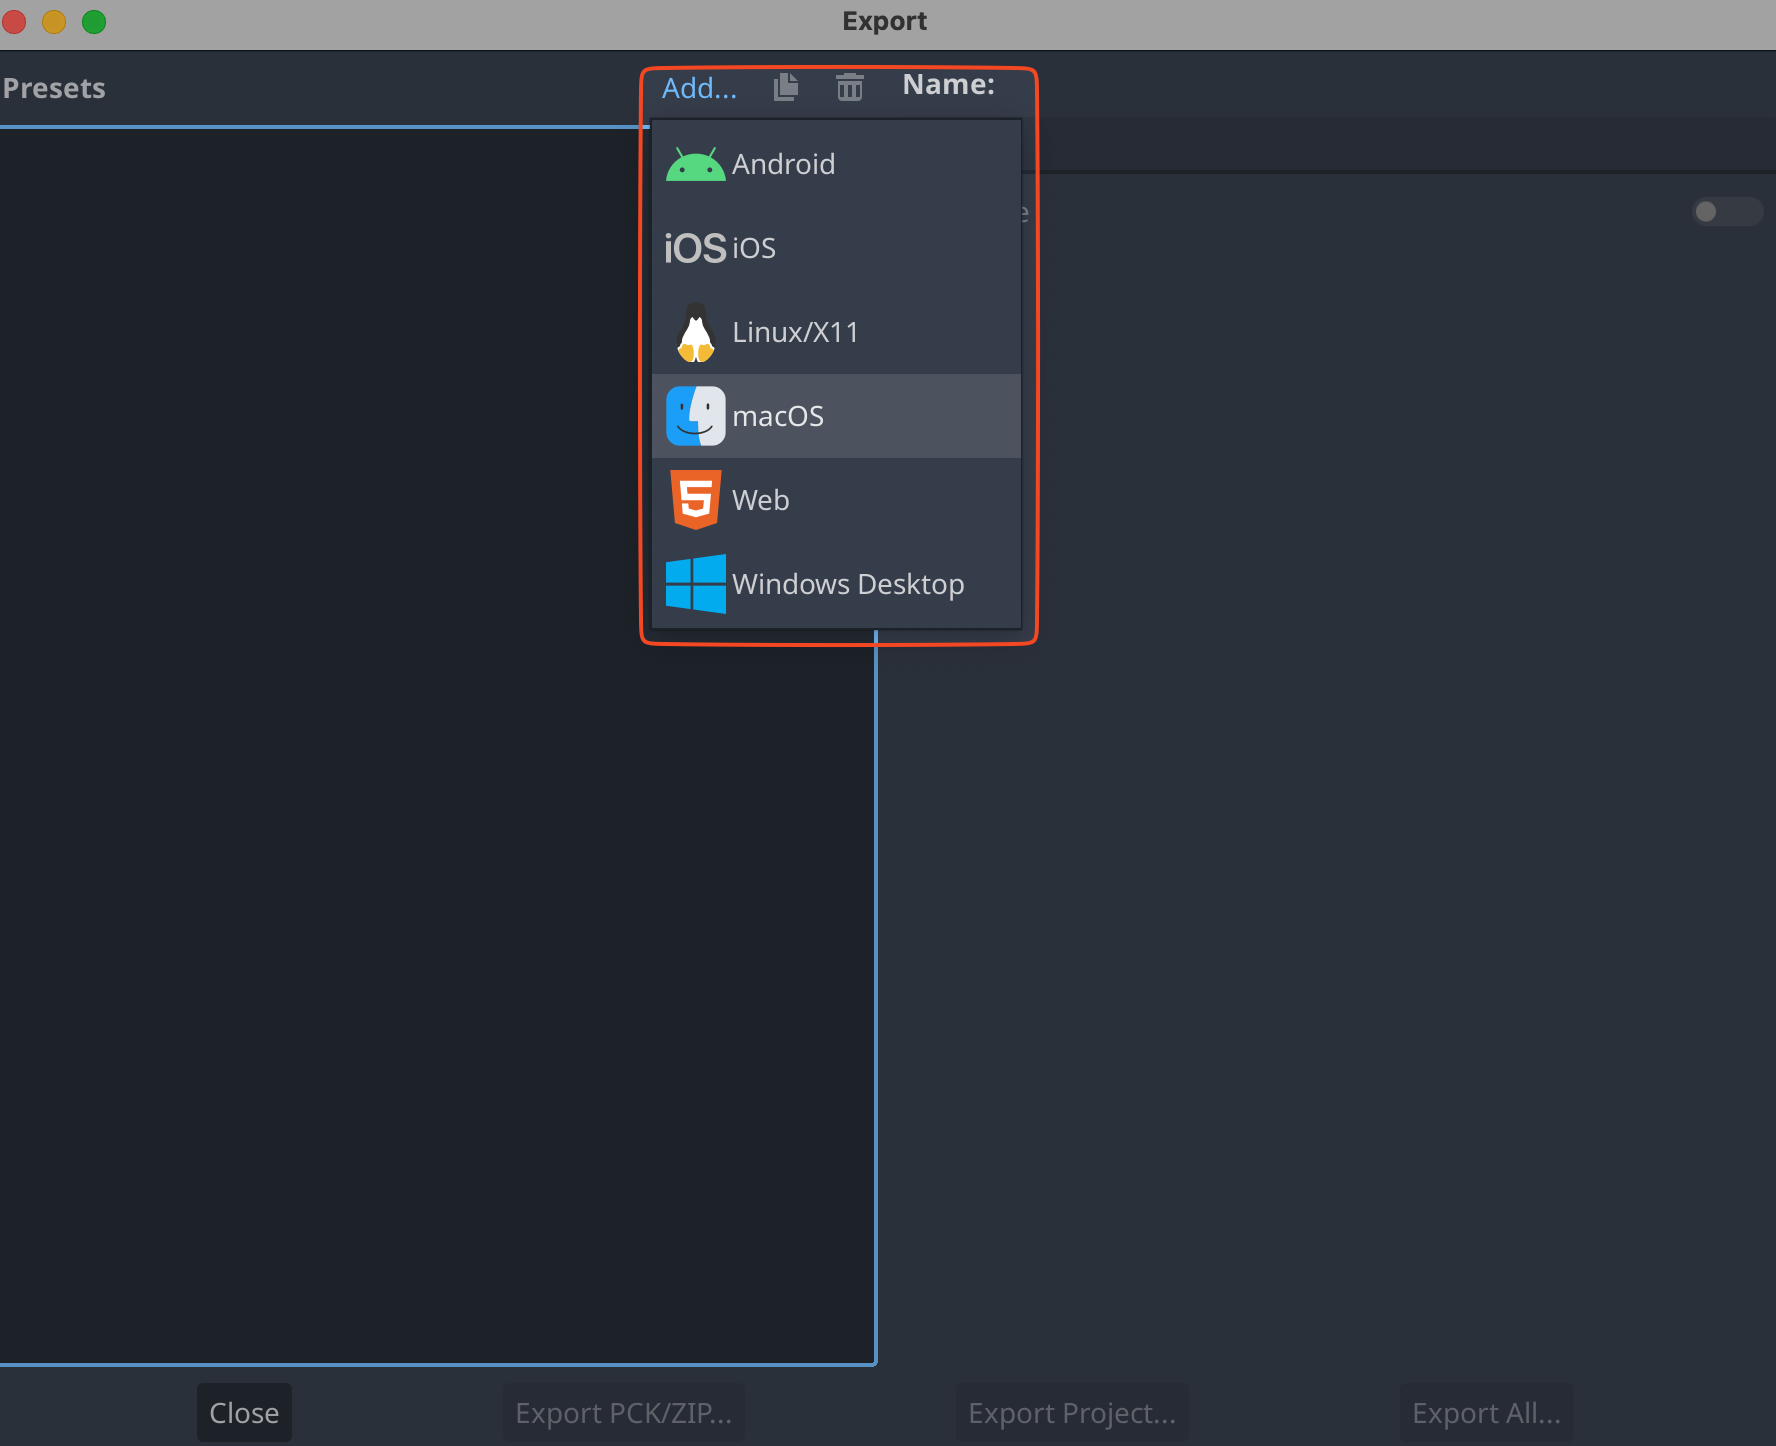 Export
Presets
Add...
Name:
Android
iOS iOS
Linux/X11
macOS
Web
Windows Desktop
Close
Export PCK/ZIP...
Export Project...
Export All...